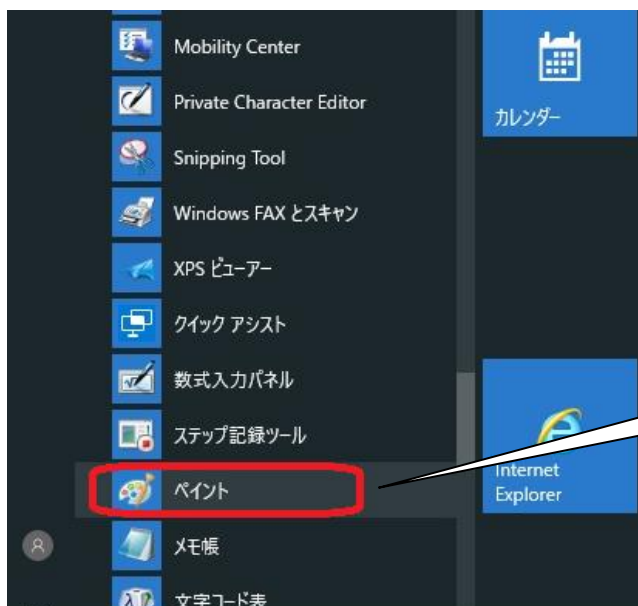 Mobility Center
Private Character Editor
Snipping Tool
Windows FAX とスキャン
XPS ビューアー
クイック アシスト
数式入力パネル
ステップ記録ツール
ペイント
メモ帳
文字コード表
カレンダー
Internet
Explorer